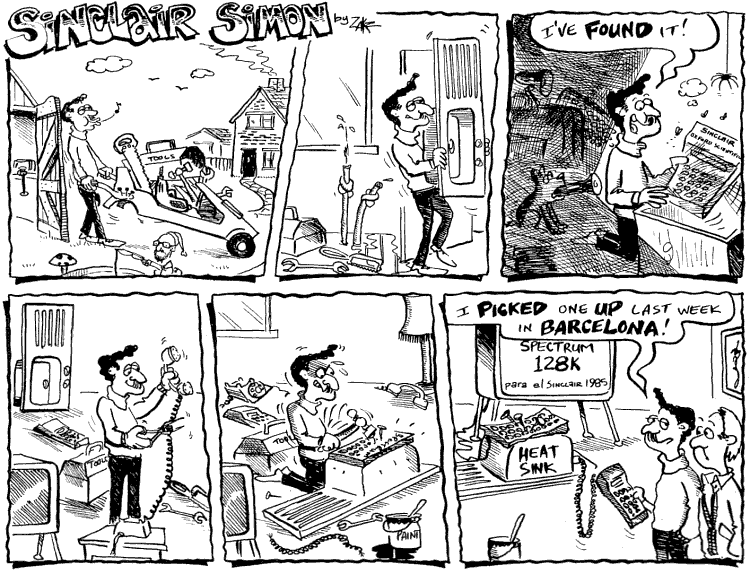 SINCLAIR SIMON
by ZAK
TOOLS
I'VE FOUND IT!
SINCLAIR
TOOLS
TOOL
PAINT
I PICKED ONE UP LAST WEEK
IN BARCELONA!
SPECTRUM
128K
para el SINCLAIR 1985
HEAT
SINK